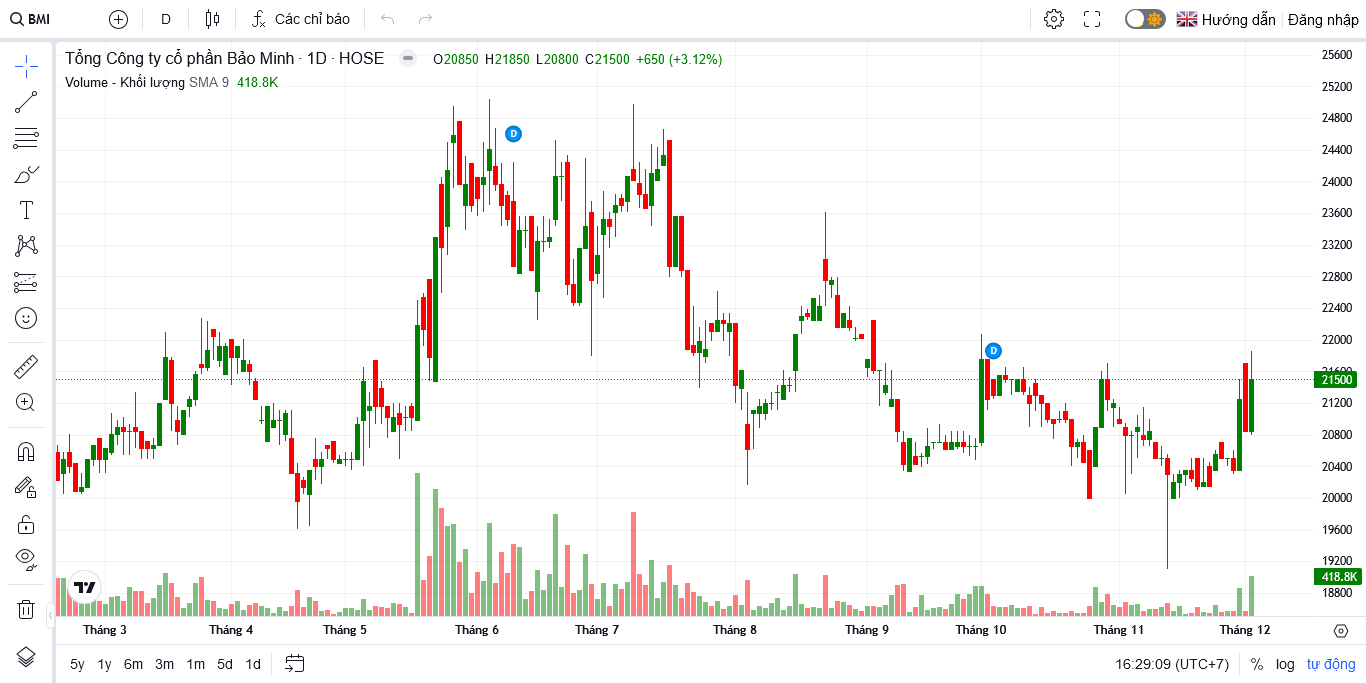 BMI D Các chỉ báo Hướng dẫn Đăng nhập
Tổng Công ty cổ phần Bảo Minh · 1D · HOSE O20850 H21850 L20800 C21500 +650 (+3.12%)
Volume - Khối lượng SMA 9 418.8K
D
D
25600
25200
24800
24400
24000
23600
23200
22800
22400
22000
21600
21500
21200
20800
20400
20000
19600
19200
418.8K
18800
Tháng 3 Tháng 4 Tháng 5 Tháng 6 Tháng 7 Tháng 8 Tháng 9 Tháng 10 Tháng 11 Tháng 12
5y 1y 6m 3m 1m 5d 1d 16:29:09 (UTC+7) % log tự động